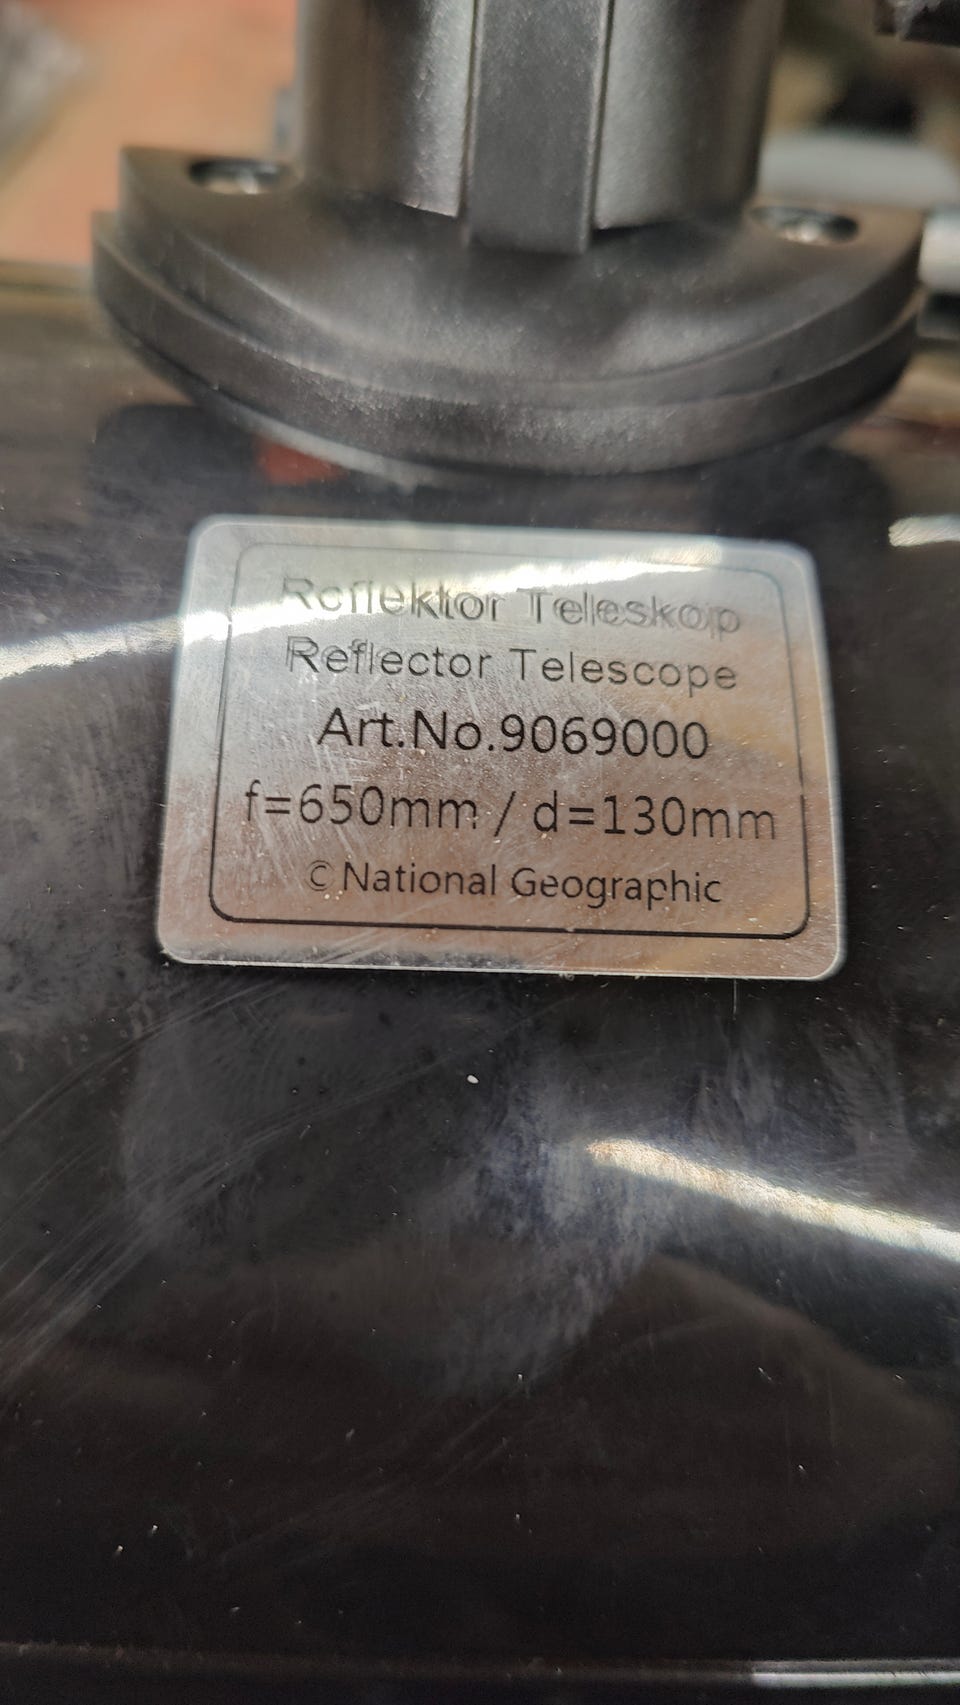 Reflektor Teleskop
Reflector Telescope
Art.No.9069000
f=650mm / d=130mm
© National Geographic